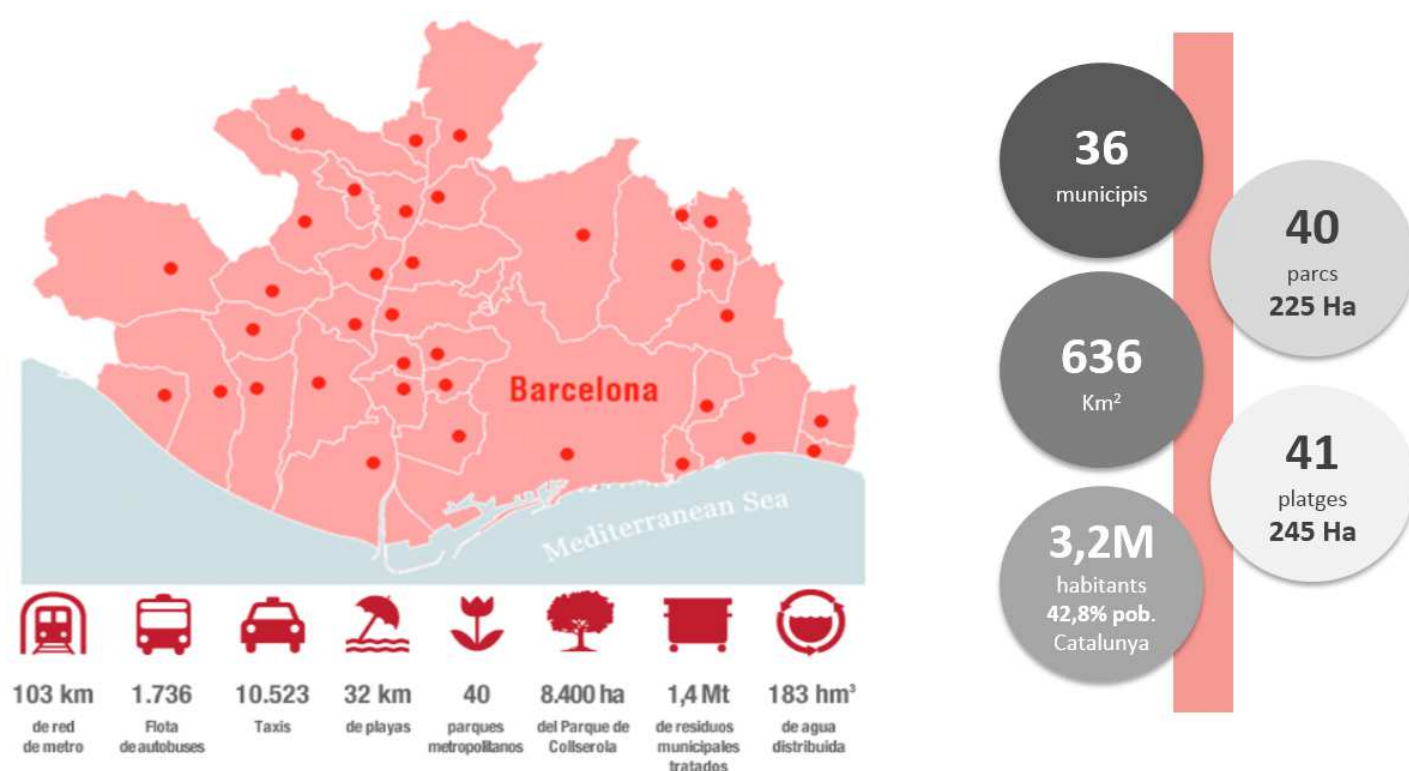 Barcelona
Mediterranean Sea
103 km
de red
de metro
1.736
Flota
de autobuses
10.523
Taxis
32 km
de playas
40
parques
metropolitanos
8.400 ha
del Parque de
Collserola
1,4 Mt
de residuos
municipales
tratados
183 hm³
de agua
distribuida
36
municipis
40
parcs
225 Ha
636
Km²
41
platges
245 Ha
3,2M
habitants
42,8% pob.
Catalunya